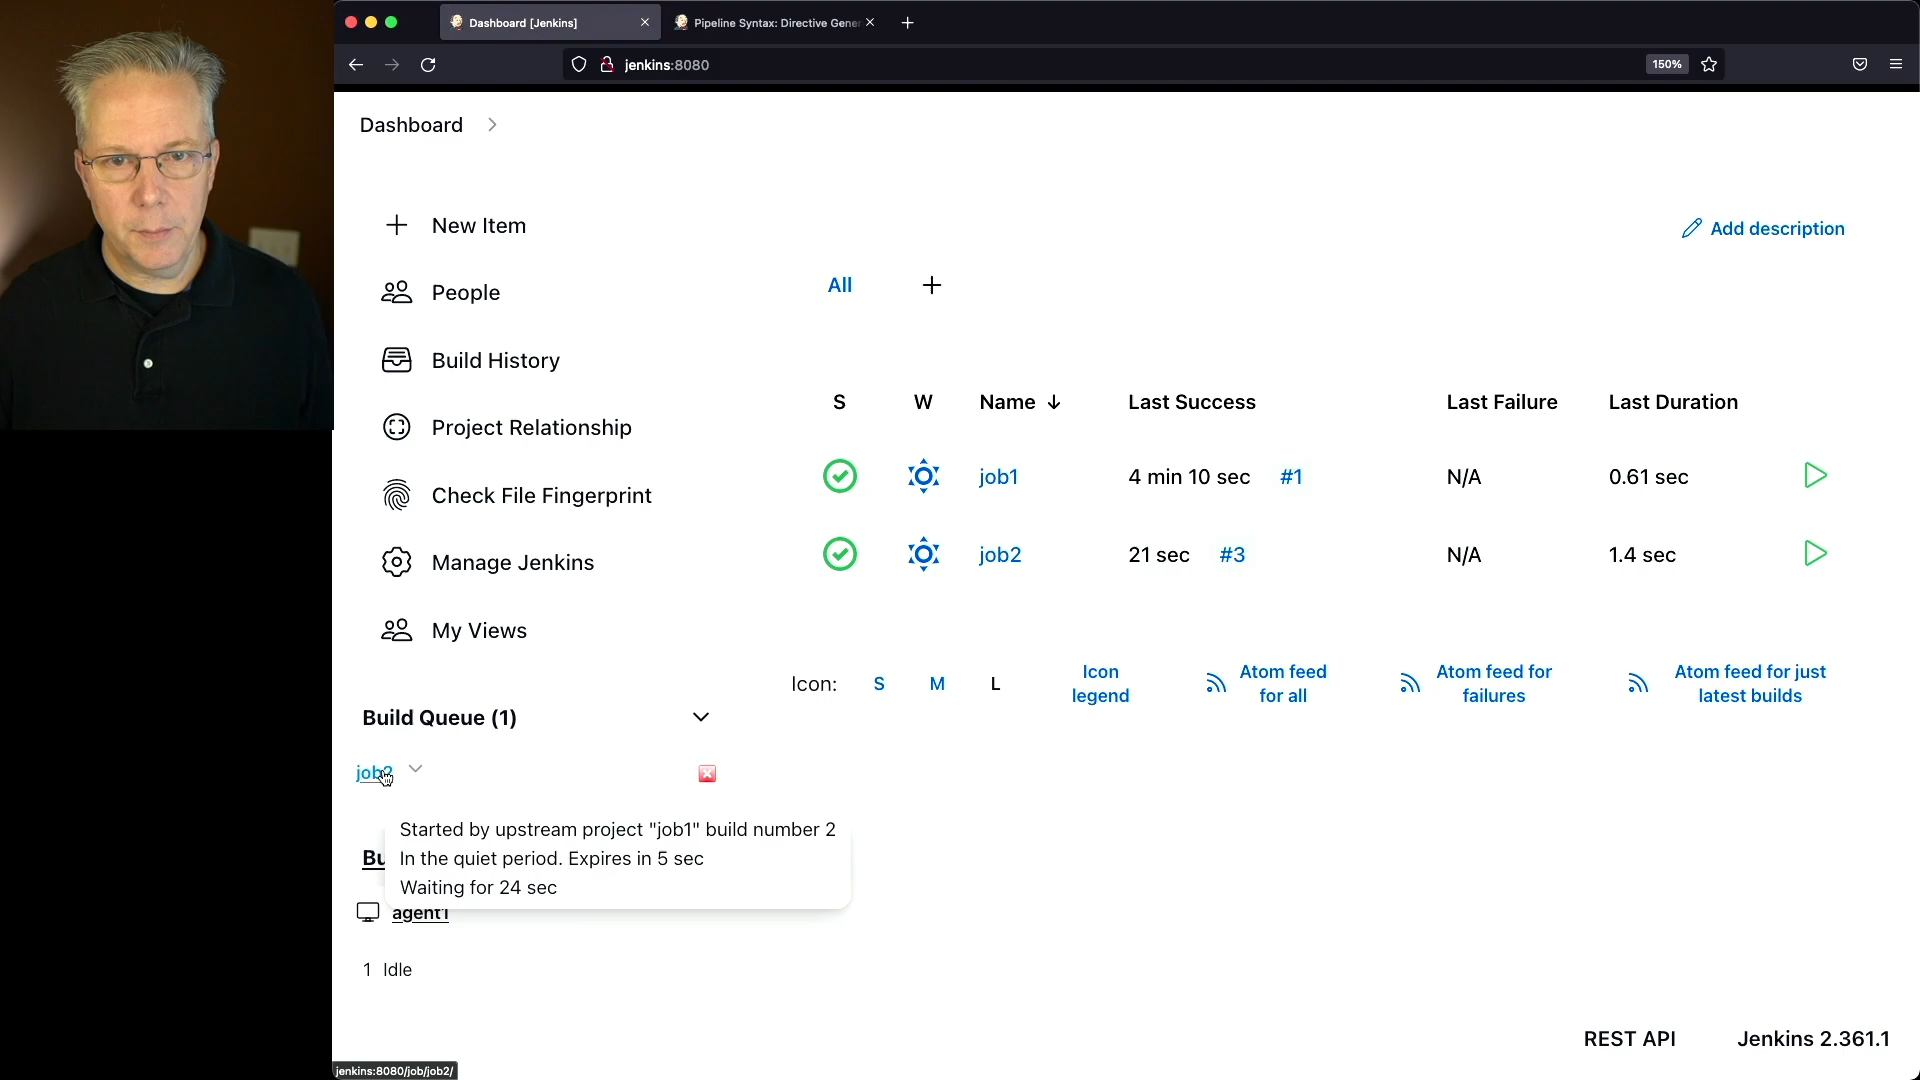 Dashboard [Jenkins]
Pipeline Syntax: Directive Gener
jenkins:8080
150%
Dashboard
New Item
Add description
People
All
Build History
S W Name Last Success Last Failure Last Duration
Project Relationship
job1 4 min 10 sec #1 N/A 0.61 sec
Check File Fingerprint
job2 21 sec #3 N/A 1.4 sec
Manage Jenkins
My Views
Icon: S M L
Icon
legend
Atom feed
for all
Atom feed for
failures
Atom feed for just
latest builds
Build Queue (1)
job2
Started by upstream project "job1" build number 2
In the quiet period. Expires in 5 sec
Waiting for 24 sec
Bu
agent1
1 Idle
REST API Jenkins 2.361.1
jenkins:8080/job/job2/